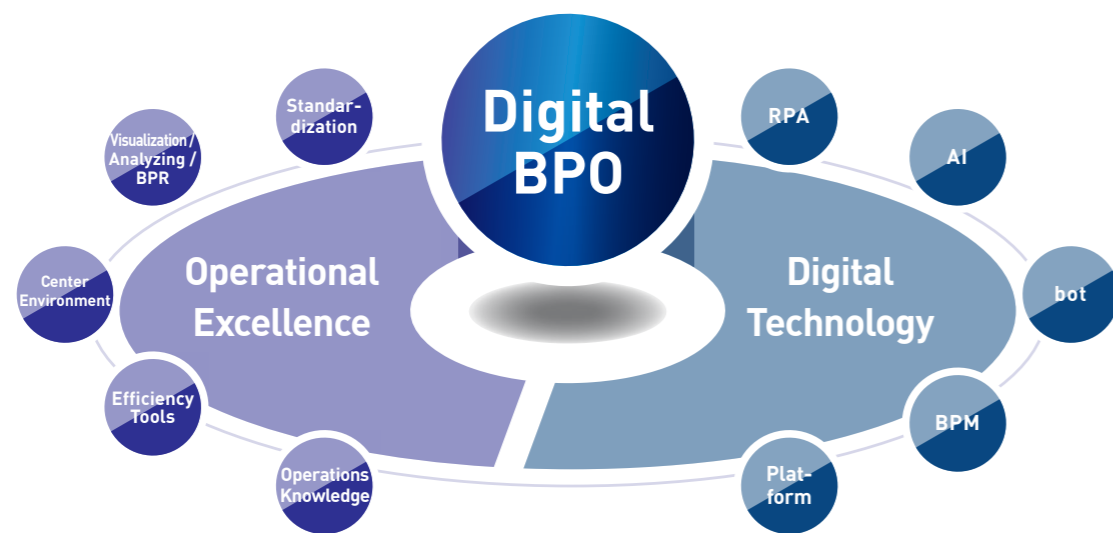 Digital
BPO
Standar-
dization
Visualization /
Analyzing /
BPR
Center
Environment
Efficiency
Tools
Operations
Knowledge
Operational
Excellence
Digital
Technology
RPA
AI
bot
BPM
Plat-
form